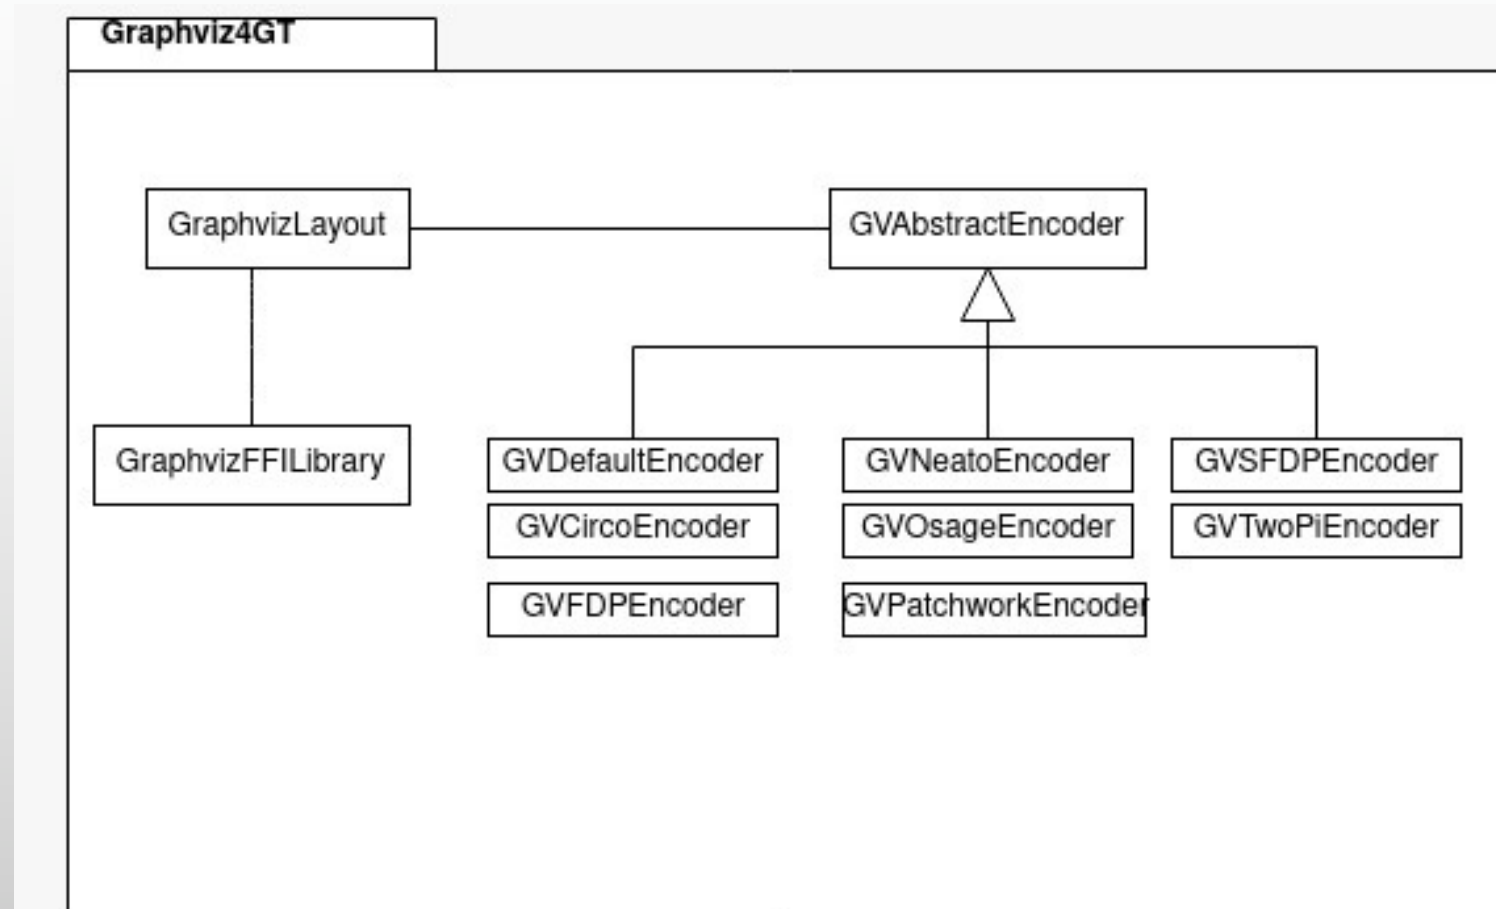 Graphviz4GT
GraphvizLayout
GVAbstractEncoder
GraphvizFFILibrary
GVDefaultEncoder
GVNeatoEncoder
GVSFDPEncoder
GVCircoEncoder
GVOsageEncoder
GVTwoPiEncoder
GVFDPEncoder
GVPatchworkEncoder